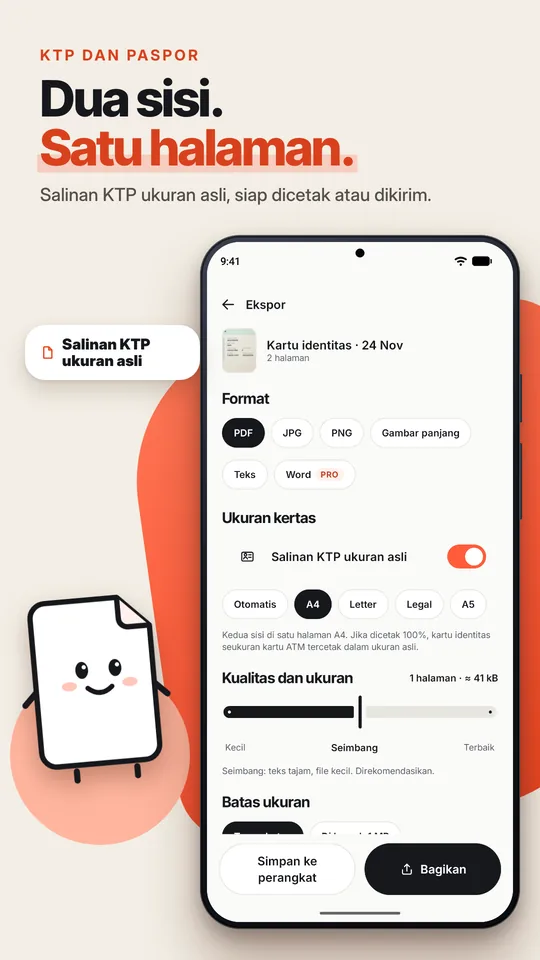 KTP DAN PASPOR
Dua sisi.
Satu halaman.
Salinan KTP ukuran asli, siap dicetak atau dikirim.
9:41
Ekspor
Kartu identitas · 24 Nov
2 halaman
Salinan KTP
ukuran asli
Format
PDF
JPG
PNG
Gambar panjang
Teks
Word PRO
Ukuran kertas
Salinan KTP ukuran asli
Otomatis
A4
Letter
Legal
A5
Kedua sisi di satu halaman A4. Jika dicetak 100%, kartu identitas
seukuran kartu ATM tercetak dalam ukuran asli.
Kualitas dan ukuran
1 halaman · ≈ 41 kB
Kecil
Seimbang
Terbaik
Seimbang: teks tajam, file kecil. Direkomendasikan.
Batas ukuran
Simpan ke
perangkat
Bagikan